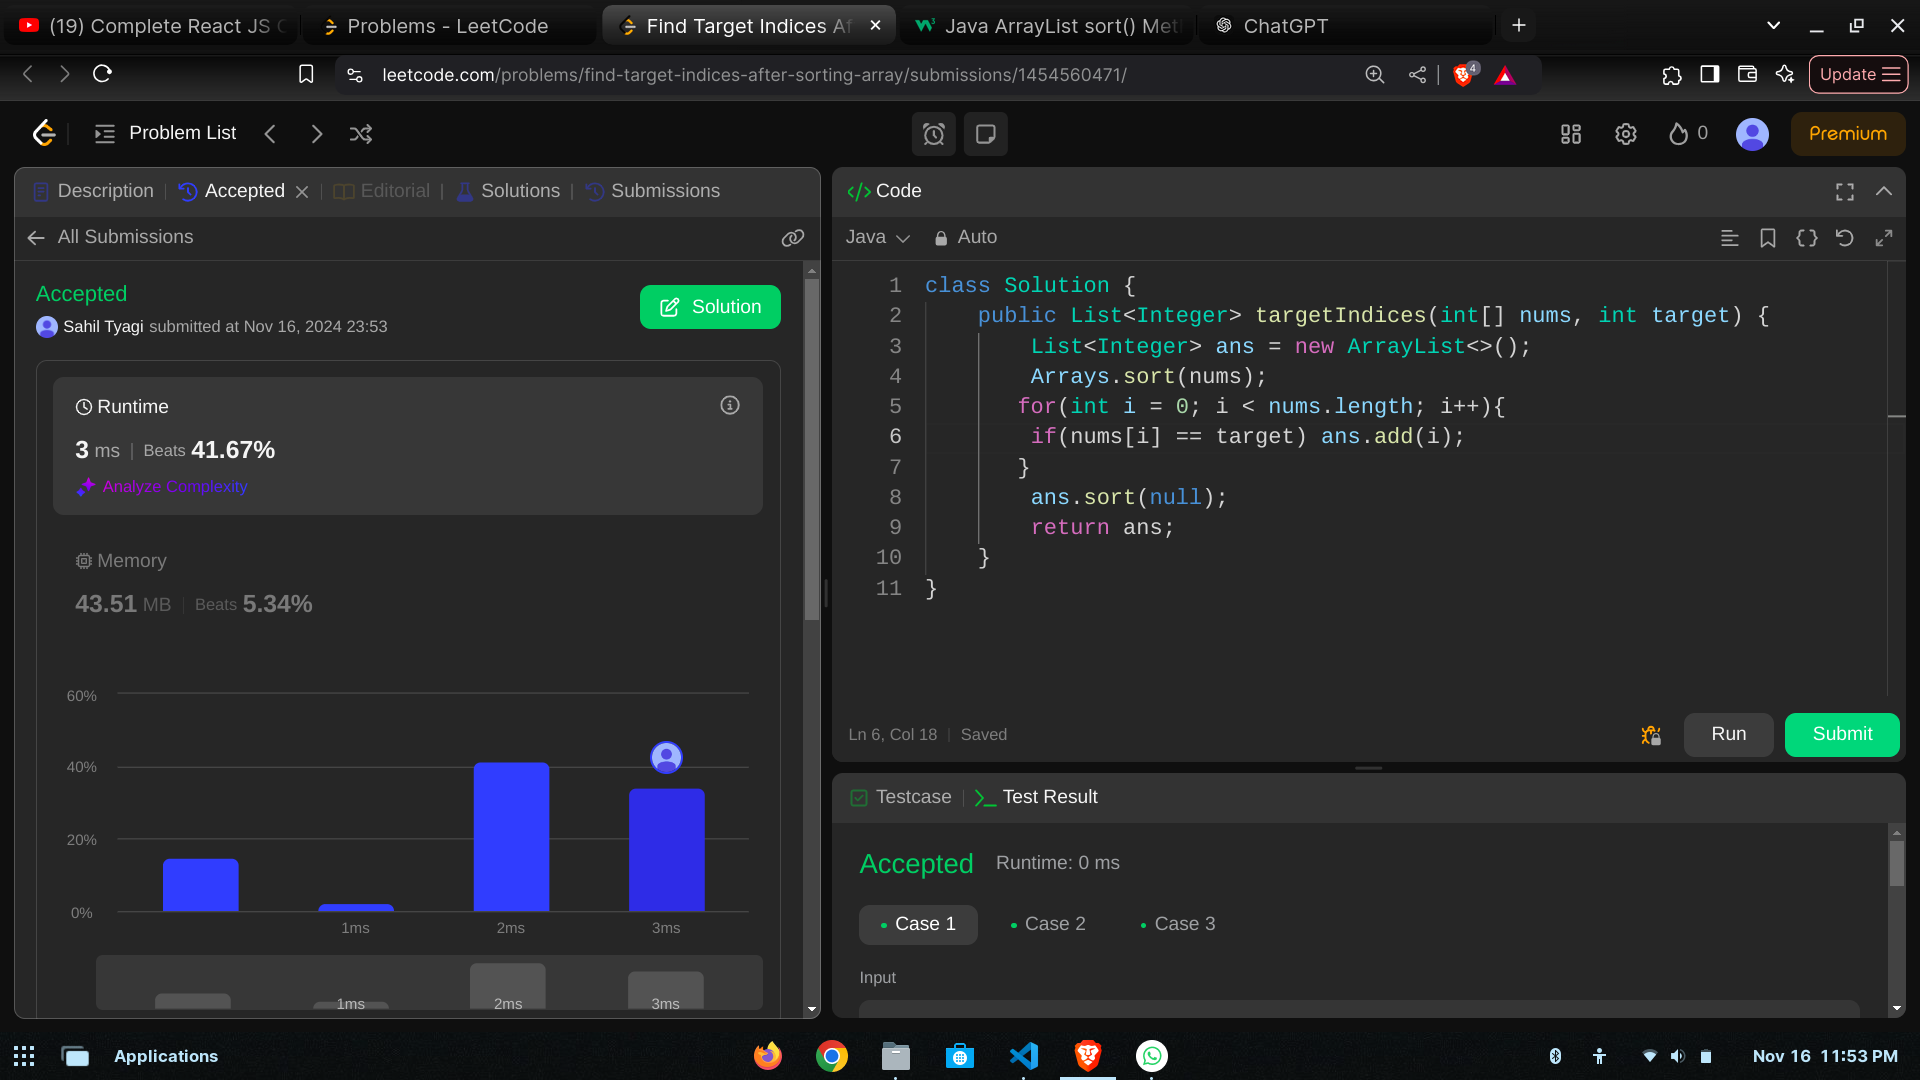 (19) Complete React JS C
Problems - LeetCode
Find Target Indices Af
Java ArrayList sort() Met
ChatGPT
leetcode.com/problems/find-target-indices-after-sorting-array/submissions/1454560471/
4
Update
Problem List
0
Premium
Description
Accepted
Editorial
Solutions
Submissions
All Submissions
Accepted
Sahil Tyagi submitted at Nov 16, 2024 23:53
Solution
Runtime
3 ms | Beats 41.67%
Analyze Complexity
Memory
43.51 MB | Beats 5.34%
60%
40%
20%
0%
1ms
2ms
3ms
1ms
2ms
3ms
</> Code
Java
Auto
1 class Solution {
2 public List<Integer> targetIndices(int[] nums, int target) {
3 List<Integer> ans = new ArrayList<>();
4 Arrays.sort(nums);
5 for(int i = 0; i < nums.length; i++){
6 if(nums[i] == target) ans.add(i);
7 }
8 ans.sort(null);
9 return ans;
10 }
11 }
Ln 6, Col 18 | Saved
Run
Submit
Testcase
Test Result
Accepted
Runtime: 0 ms
Case 1
Case 2
Case 3
Input
Applications
Nov 16 11:53 PM